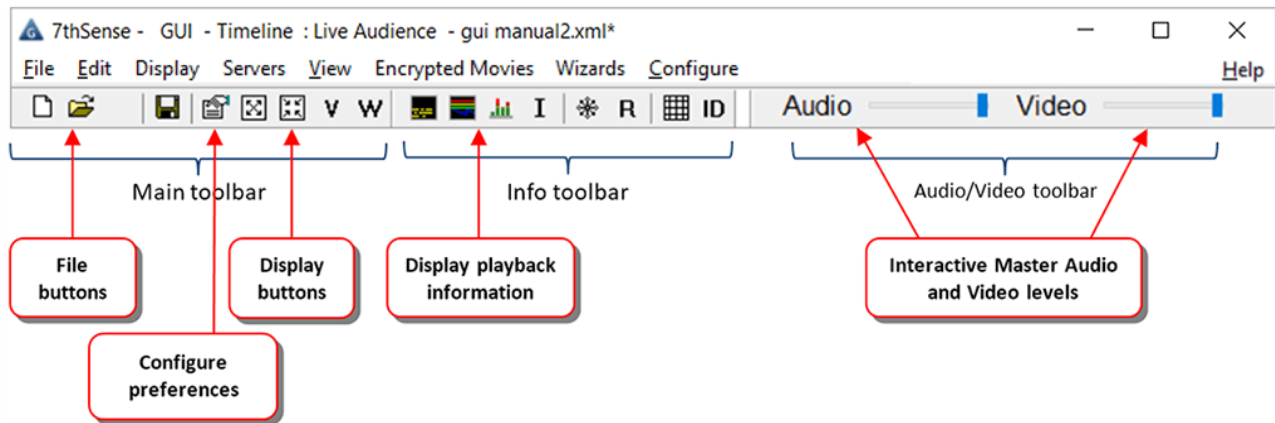 7thSense - GUI - Timeline : Live Audience - gui manual2.xml*
File Edit Display Servers View Encrypted Movies Wizards Configure Help
V W I R ID Audio Video
Main toolbar Info toolbar Audio/Video toolbar
File
buttons
Display
buttons
Display playback
information
Interactive Master Audio
and Video levels
Configure
preferences